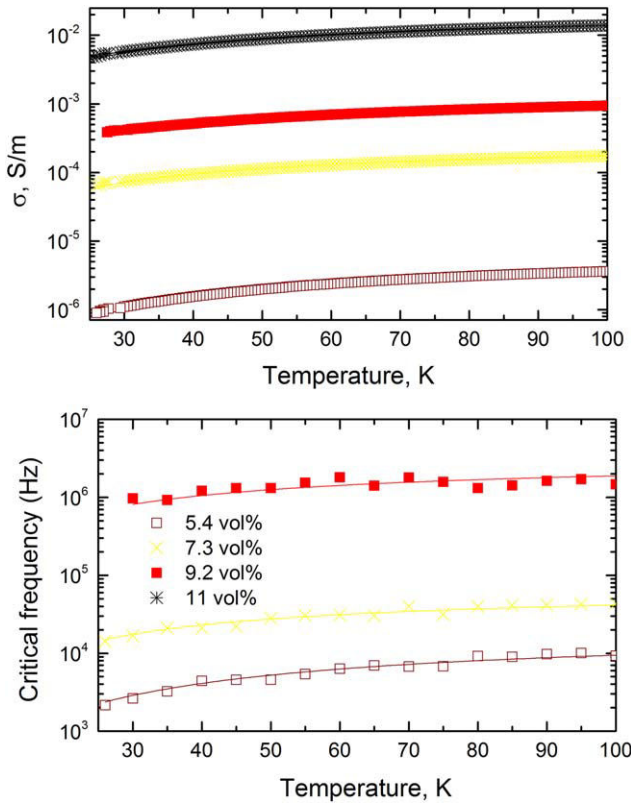 10⁻²
10⁻³
10⁻⁴
10⁻⁵
10⁻⁶
σ, S/m
30 40 50 60 70 80 90 100
Temperature, K
10⁷
10⁶
10⁵
10⁴
10³
Critical frequency (Hz)
5.4 vol%
7.3 vol%
9.2 vol%
11 vol%
30 40 50 60 70 80 90 100
Temperature, K